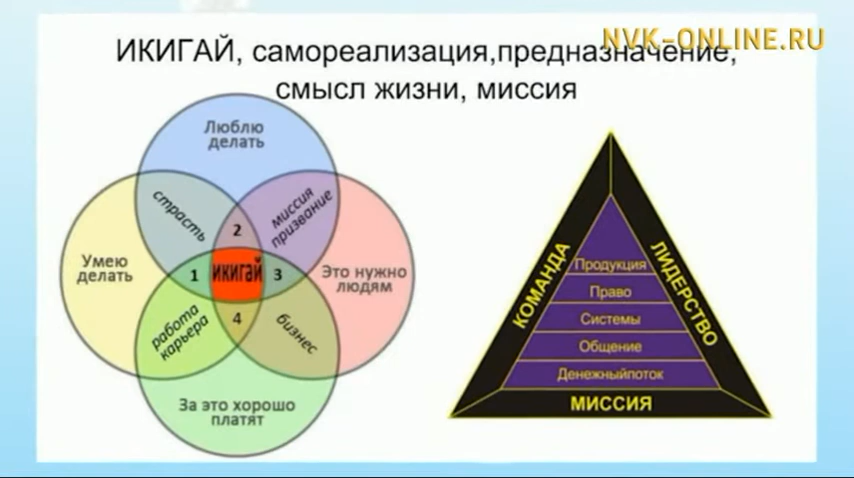 NVK-ONLINE.RU
ИКИГАЙ, самореализация,предназначение,
смысл жизни, миссия
Люблю
делать
страсть
2
миссия
призвание
Умею
делать
1
икигай
3
Это нужно
людям
работа
карьера
4
бизнес
За это хорошо
платят
КОМАНДА
ЛИДЕРСТВО
Продукция
Право
Системы
Общение
Денежныйпоток
МИССИЯ